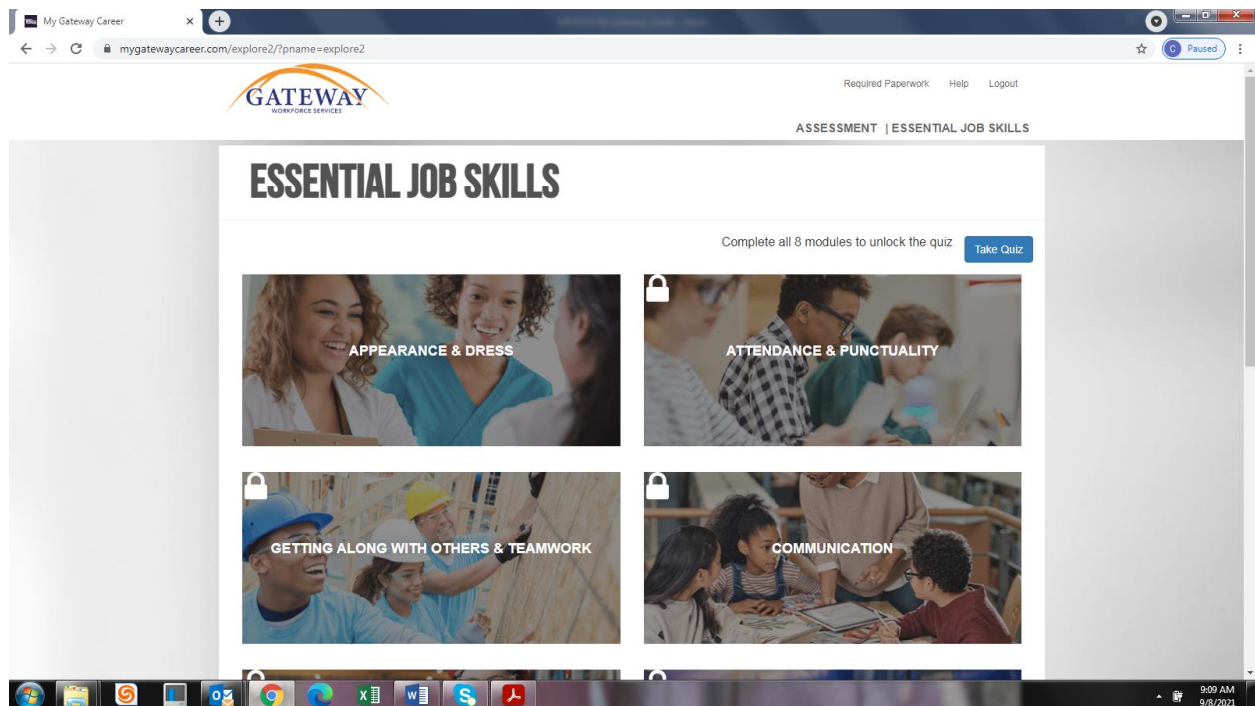 My Gateway Career
mygatewaycareer.com/explore2/?pname=explore2
C Paused
GATEWAY
WORKFORCE SERVICES
Required Paperwork Help Logout
ASSESSMENT | ESSENTIAL JOB SKILLS
ESSENTIAL JOB SKILLS
Complete all 8 modules to unlock the quiz Take Quiz
APPEARANCE & DRESS
ATTENDANCE & PUNCTUALITY
GETTING ALONG WITH OTHERS & TEAMWORK
COMMUNICATION
9:09 AM
9/8/2021